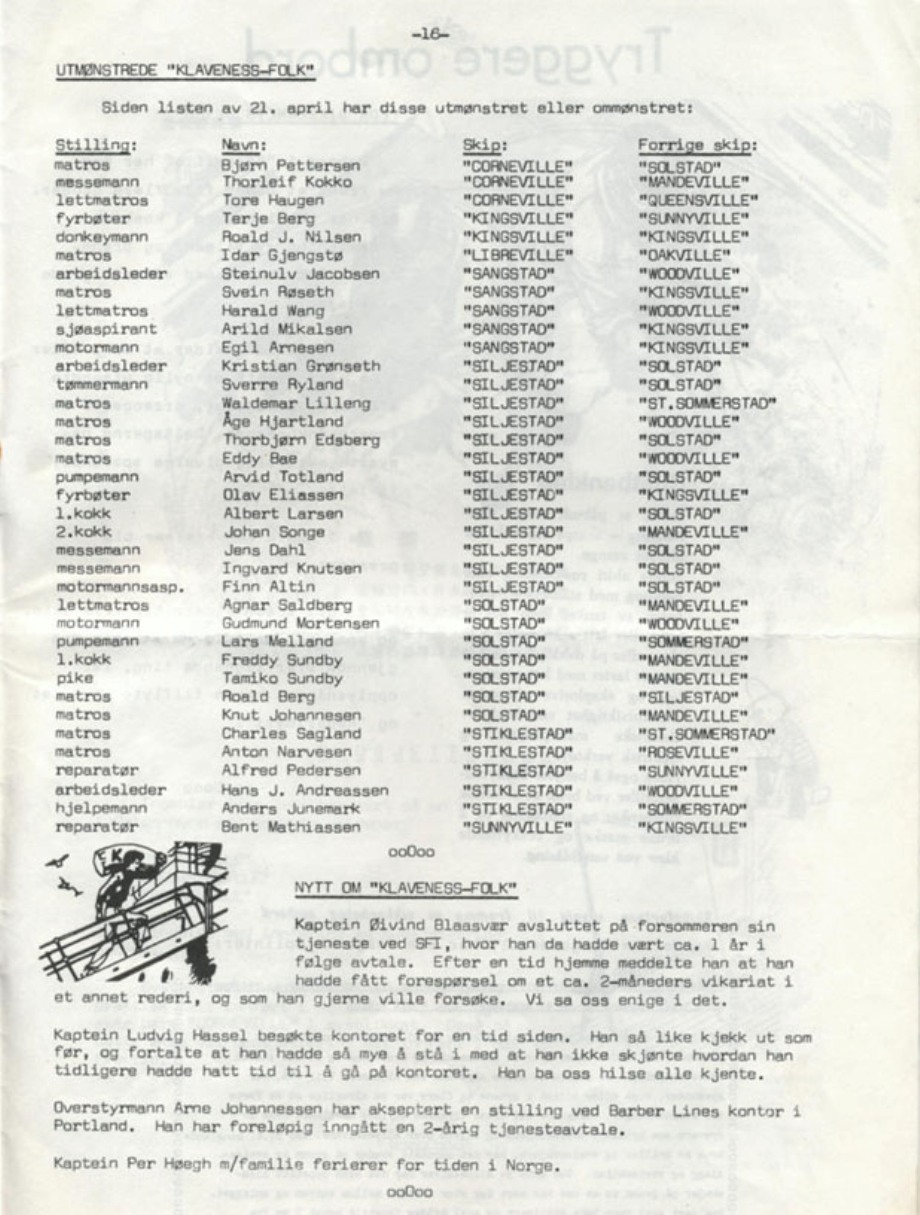 -16-
UTMØNSTREDE "KLAVENESS-FOLK"
Siden listen av 21. april har disse utmønstret eller ommønstret:
Stilling: Navn: Skip: Forrige skip:
matros Bjørn Pettersen "CORNEVILLE" "SOLSTAD"
messemann Thorleif Kokko "CORNEVILLE" "MANDEVILLE"
lettmatros Tore Haugen "CORNEVILLE" "QUEENSVILLE"
fyrbøter Terje Berg "KINGSVILLE" "SUNNYVILLE"
donkeymann Roald J. Nilsen "KINGSVILLE" "KINGSVILLE"
matros Idar Gjengstø "LIBREVILLE" "OAKVILLE"
arbeidsleder Steinulv Jacobsen "SANGSTAD" "WOODVILLE"
matros Svein Røseth "SANGSTAD" "KINGSVILLE"
lettmatros Harald Wang "SANGSTAD" "WOODVILLE"
sjøaspirant Arild Mikalsen "SANGSTAD" "KINGSVILLE"
motormann Egil Arnesen "SANGSTAD" "KINGSVILLE"
arbeidsleder Kristian Grønseth "SILJESTAD" "SOLSTAD"
tømmermann Sverre Ryland "SILJESTAD" "SOLSTAD"
matros Waldemar Lilleng "SILJESTAD" "ST.SOMMERSTAD"
matros Åge Hjartland "SILJESTAD" "WOODVILLE"
matros Thorbjørn Edsberg "SILJESTAD" "SOLSTAD"
matros Eddy Bae "SILJESTAD" "WOODVILLE"
pumpemann Arvid Totland "SILJESTAD" "SOLSTAD"
fyrbøter Olav Eliassen "SILJESTAD" "KINGSVILLE"
1.kokk Albert Larsen "SILJESTAD" "SOLSTAD"
2.kokk Johan Songe "SILJESTAD" "MANDEVILLE"
messemann Jens Dahl "SILJESTAD" "SOLSTAD"
messemann Ingvard Knutsen "SILJESTAD" "SOLSTAD"
motormannsasp. Finn Altin "SILJESTAD" "SOLSTAD"
lettmatros Agnar Saldberg "SOLSTAD" "MANDEVILLE"
motormann Gudmund Mortensen "SOLSTAD" "WOODVILLE"
pumpemann Lars Melland "SOLSTAD" "SOMMERSTAD"
1.kokk Freddy Sundby "SOLSTAD" "MANDEVILLE"
pike Tamiko Sundby "SOLSTAD" "MANDEVILLE"
matros Roald Berg "SOLSTAD" "SILJESTAD"
matros Knut Johannesen "SOLSTAD" "MANDEVILLE"
matros Charles Sagland "STIKLESTAD" "ST.SOMMERSTAD"
matros Anton Narvesen "STIKLESTAD" "ROSEVILLE"
reparatør Alfred Pedersen "STIKLESTAD" "SUNNYVILLE"
arbeidsleder Hans J. Andreassen "STIKLESTAD" "WOODVILLE"
hjelpemann Anders Junemark "STIKLESTAD" "SOMMERSTAD"
reparatør Bent Mathiassen "SUNNYVILLE" "KINGSVILLE"
ooOoo
NYTT OM "KLAVENESS-FOLK"
Kaptein Øivind Blaasvær avsluttet på forsommeren sin
tjeneste ved SFI, hvor han da hadde vært ca. 1 år i
følge avtale. Efter en tid hjemme meddelte han at han
hadde fått forespørsel om et ca. 2-måneders vikariat i
et annet rederi, og som han gjerne ville forsøke. Vi sa oss enige i det.
Kaptein Ludvig Hassel besøkte kontoret for en tid siden. Han så like kjekk ut som
før, og fortalte at han hadde så mye å stå i med at han ikke skjønte hvordan han
tidligere hadde hatt tid til å gå på kontoret. Han ba oss hilse alle kjente.
Overstyrmann Arne Johannessen har akseptert en stilling ved Barber Lines kontor i
Portland. Han har foreløpig inngått en 2-årig tjenesteavtale.
Kaptein Per Høegh m/familie ferierer for tiden i Norge.
ooOoo